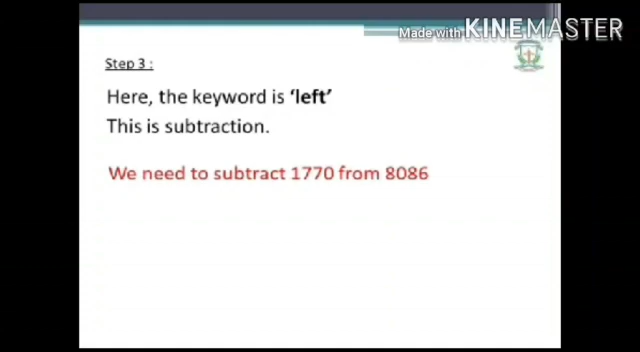 Made with KINEMASTER
Step 3 :
Here, the keyword is ‘left’
This is subtraction.
We need to subtract 1770 from 8086